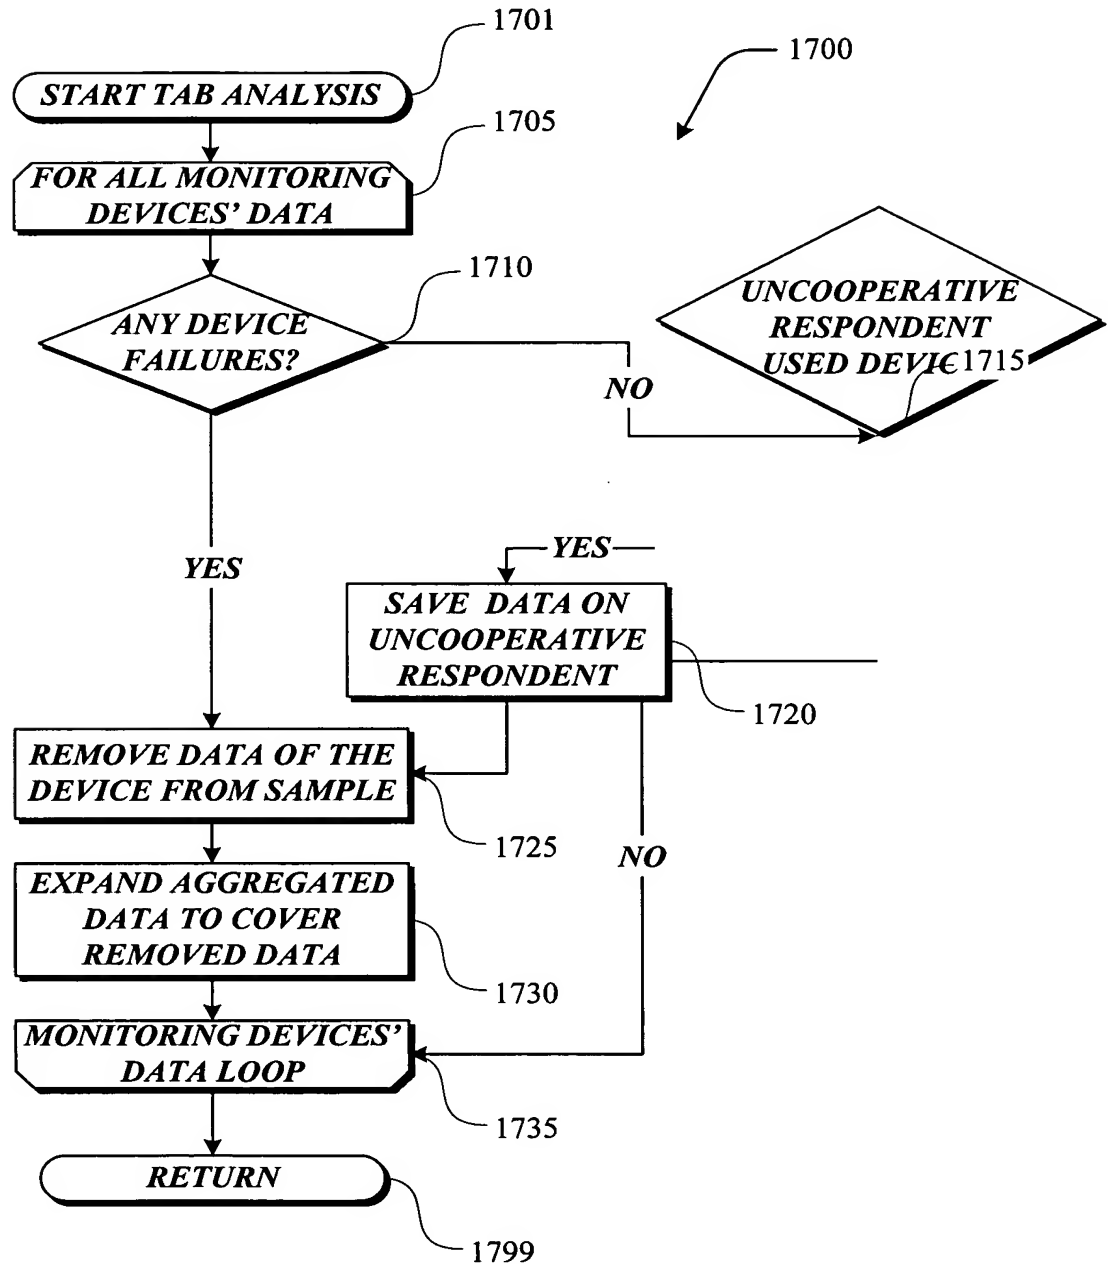 1701
1700
START TAB ANALYSIS
1705
FOR ALL MONITORING
DEVICES' DATA
1710
ANY DEVICE
FAILURES?
NO
UNCOOPERATIVE
RESPONDENT
USED DEVIC
1715
YES
YES
SAVE DATA ON
UNCOOPERATIVE
RESPONDENT
1720
REMOVE DATA OF THE
DEVICE FROM SAMPLE
1725
NO
EXPAND AGGREGATED
DATA TO COVER
REMOVED DATA
1730
MONITORING DEVICES'
DATA LOOP
1735
RETURN
1799